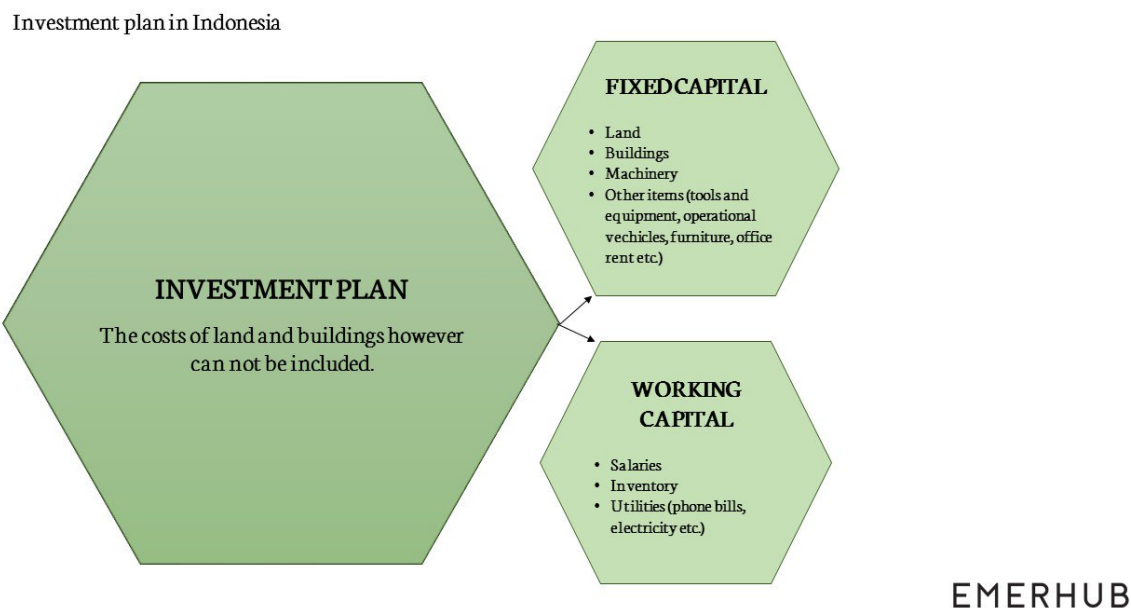 Investment plan in Indonesia
INVESTMENT PLAN
The costs of land and buildings however
can not be included.
FIXED CAPITAL
• Land
• Buildings
• Machinery
• Other items (tools and
equipment, operational
vechicles, furniture, office
rent etc.)
WORKING
CAPITAL
• Salaries
• Inventory
• Utilities (phone bills,
electricity etc.)
EMERHUB